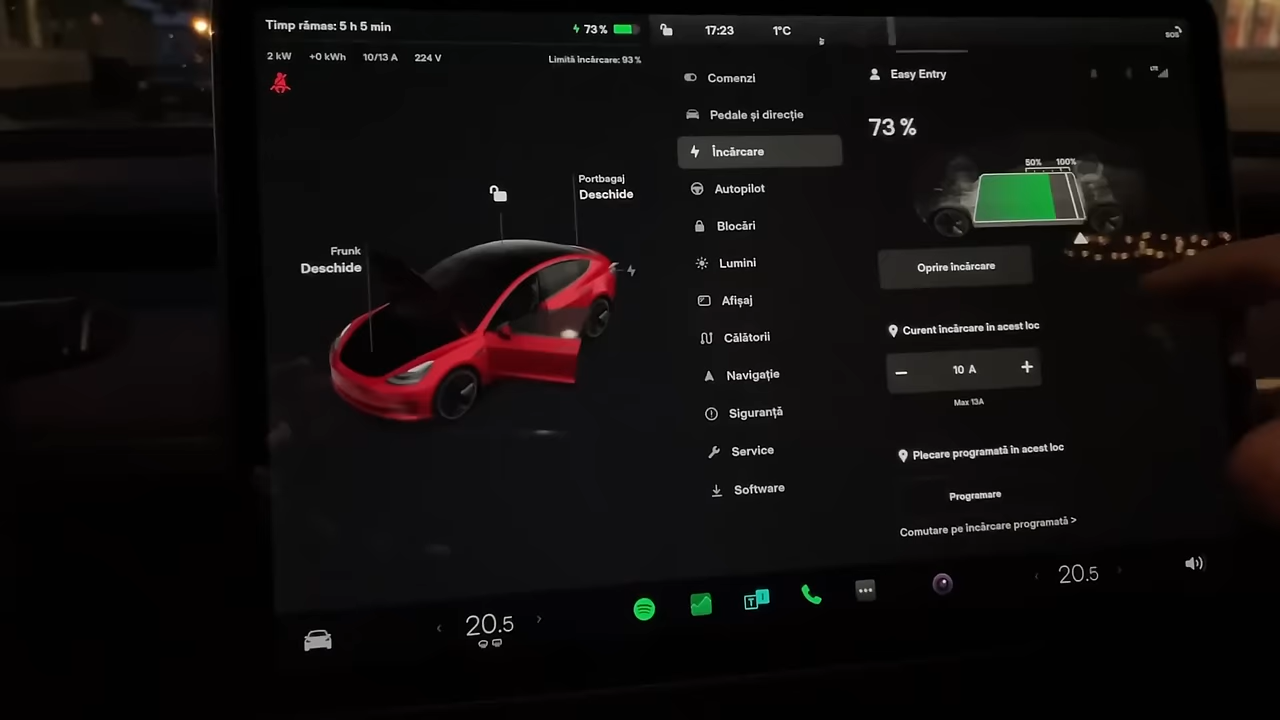 Timp rămas: 5 h 5 min
73 %
17:23
1°C
SOS
2 kW +0 kWh 10/13 A 224 V
Limită încărcare: 93 %
Frunk
Deschide
Portbagaj
Deschide
Comenzi
Pedale și direcție
Încărcare
Autopilot
Blocări
Lumini
Afișaj
Călătorii
Navigație
Siguranță
Service
Software
Easy Entry
LTE
73 %
50% 100%
Oprire încărcare
Curent încărcare în acest loc
− 10 A +
Max 13A
Plecare programată în acest loc
Programare
Comutare pe încărcare programată >
‹ 20.5 ›
T I
‹ 20.5 ›